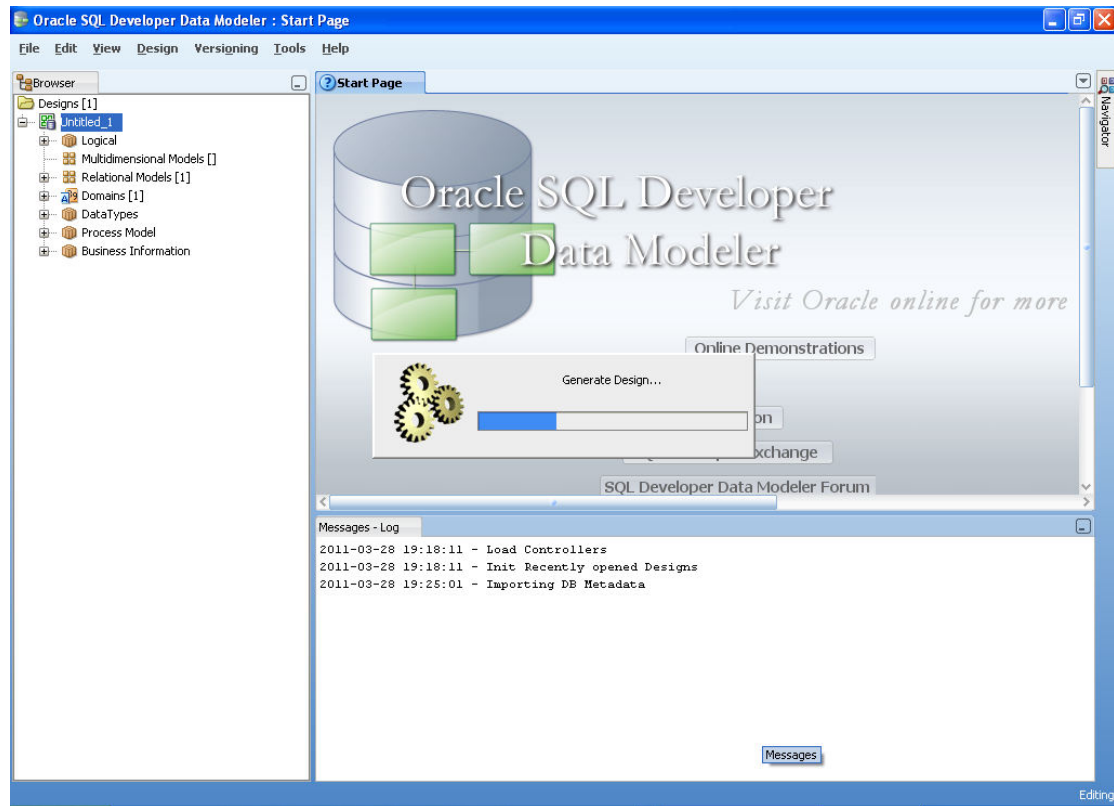 Oracle SQL Developer Data Modeler : Start Page
File Edit View Design Versioning Tools Help
Browser
Designs [1]
Untitled_1
Logical
Multidimensional Models []
Relational Models [1]
Domains [1]
DataTypes
Process Model
Business Information
Start Page
Oracle SQL Developer
Data Modeler
Visit Oracle online for more
Online Demonstrations
Generate Design...
on
xchange
SQL Developer Data Modeler Forum
Navigator
Messages - Log
2011-03-28 19:18:11 - Load Controllers
2011-03-28 19:18:11 - Init Recently opened Designs
2011-03-28 19:25:01 - Importing DB Metadata
Messages
Editing